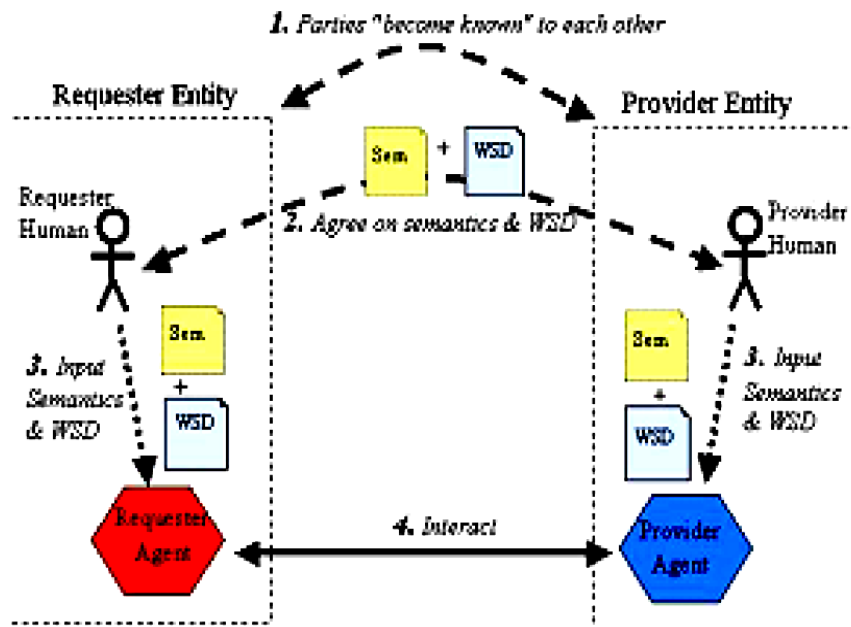 1. Parties "become known" to each other
Requester Entity
Provider Entity
Sem
+
WSD
Requester
Human
Provider
Human
2. Agree on semantics & WSD
Sem
+
WSD
3. Input
Semantics
& WSD
Sem
+
WSD
3. Input
Semantics
& WSD
Requester
Agent
4. Interact
Provider
Agent